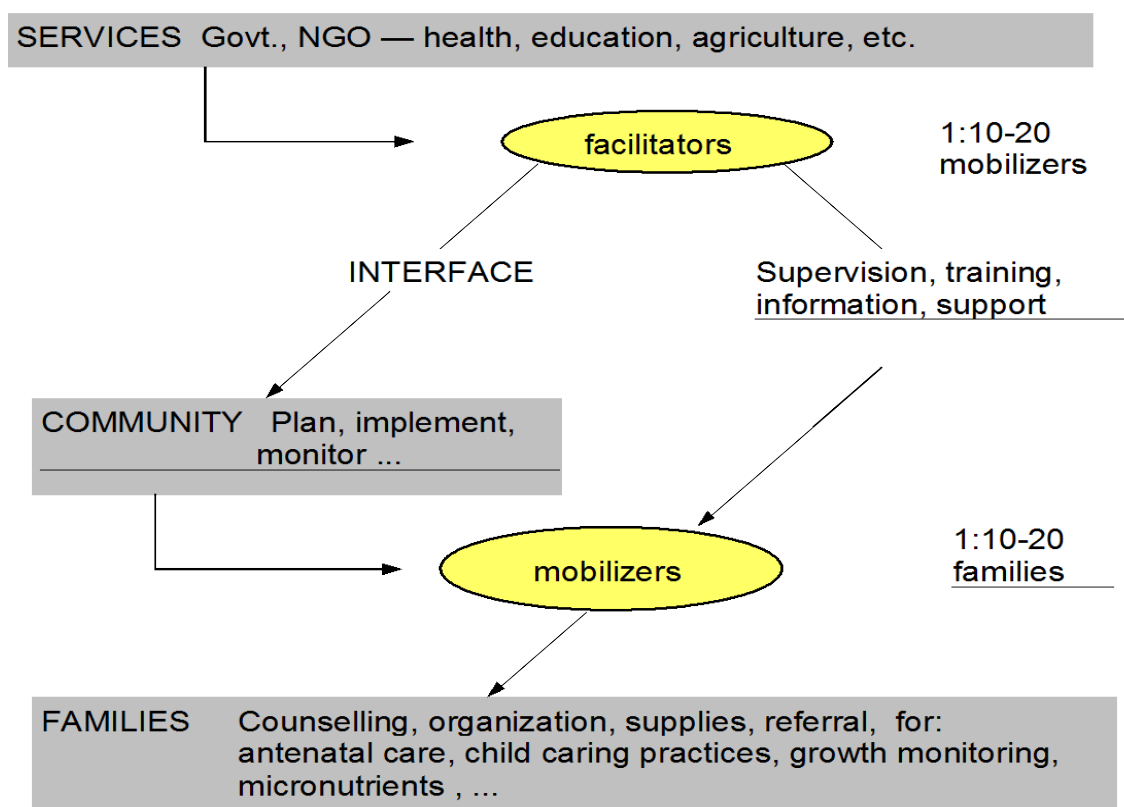 SERVICES Govt., NGO — health, education, agriculture, etc.
facilitators
1:10-20
mobilizers
INTERFACE
Supervision, training,
information, support
COMMUNITY Plan, implement,
monitor ...
mobilizers
1:10-20
families
FAMILIES Counselling, organization, supplies, referral, for:
antenatal care, child caring practices, growth monitoring,
micronutrients , ...